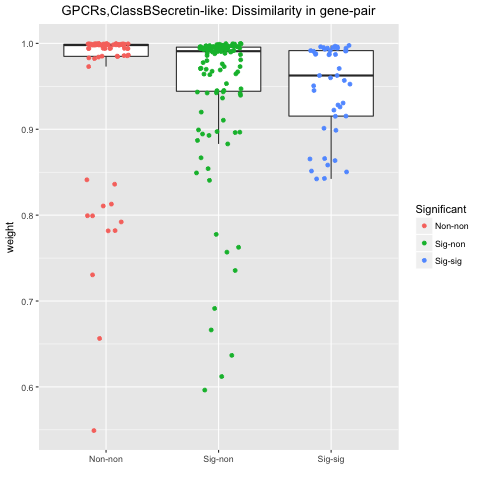 GPCRs,ClassBSecretin-like: Dissimilarity in gene-pair
1.0
0.9
0.8
0.7
0.6
weight
Non-non
Sig-non
Sig-sig
Significant
Non-non
Sig-non
Sig-sig